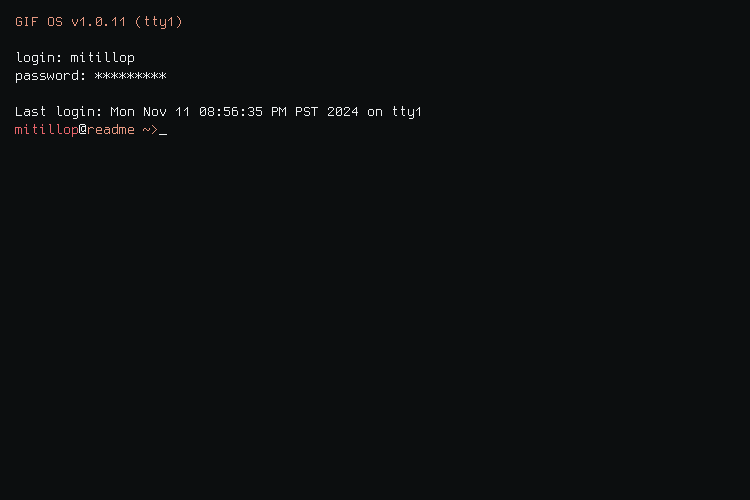 GIF OS v1.0.11 (tty1)
login: mitillop
password: *********
Last login: Mon Nov 11 08:56:35 PM PST 2024 on tty1
mitillop@readme ~>_